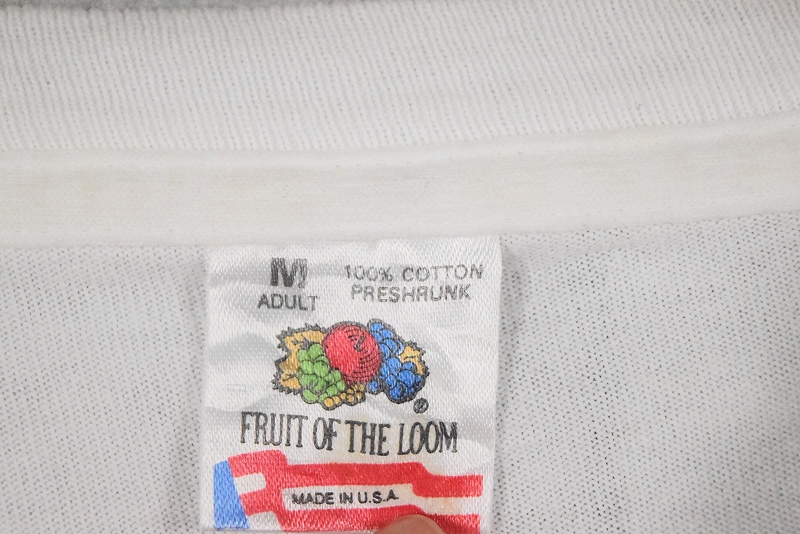 M
ADULT
100% COTTON
PRESHRUNK
®
FRUIT OF THE LOOM
MADE IN U.S.A.